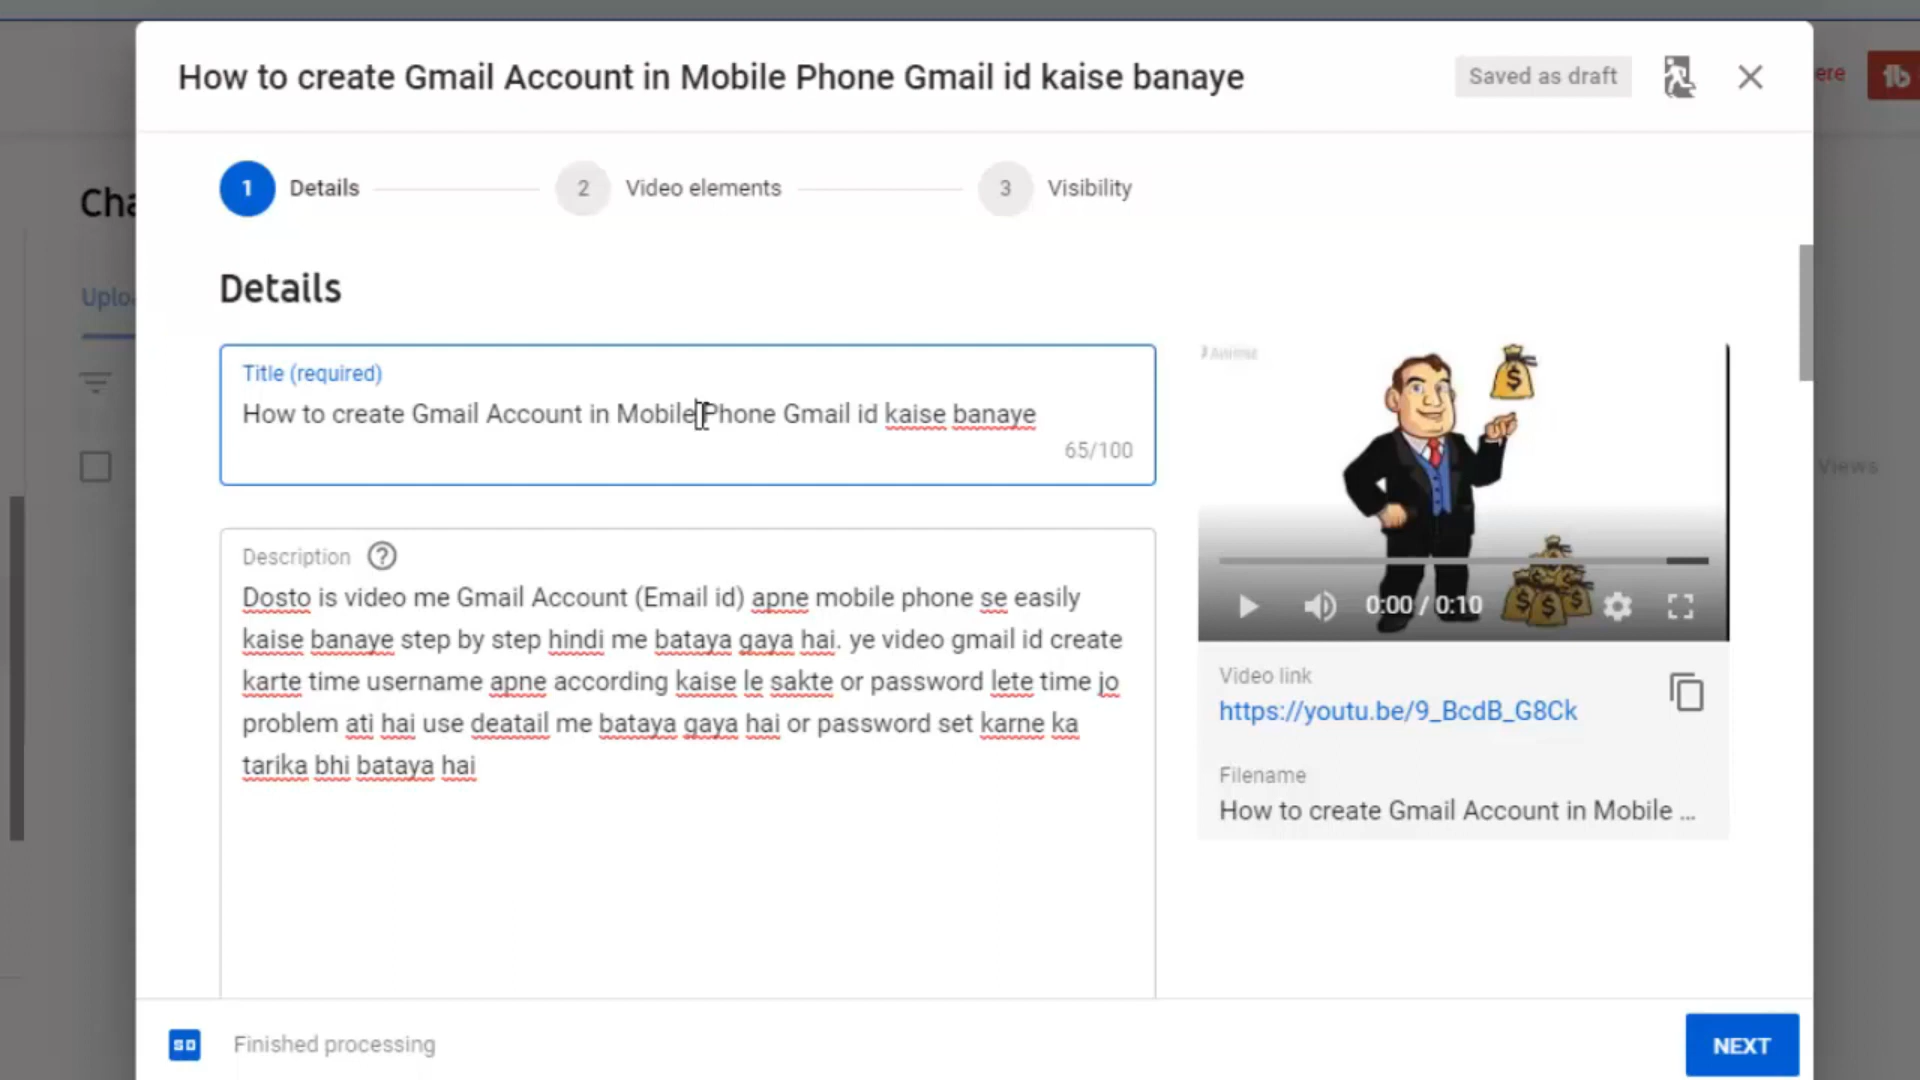 How to create Gmail Account in Mobile Phone Gmail id kaise banaye
Saved as draft
ere
1 Details
2 Video elements
3 Visibility
Cha
Uplo
Details
Title (required)
How to create Gmail Account in Mobile Phone Gmail id kaise banaye
65/100
Description
Dosto is video me Gmail Account (Email id) apne mobile phone se easily
kaise banaye step by step hindi me bataya gaya hai. ye video gmail id create
karte time username apne according kaise le sakte or password lete time jo
problem ati hai use deatail me bataya gaya hai or password set karne ka
tarika bhi bataya hai
0:00 / 0:10
Video link
https://youtu.be/9_BcdB_G8Ck
Filename
How to create Gmail Account in Mobile ...
Views
SD
Finished processing
NEXT